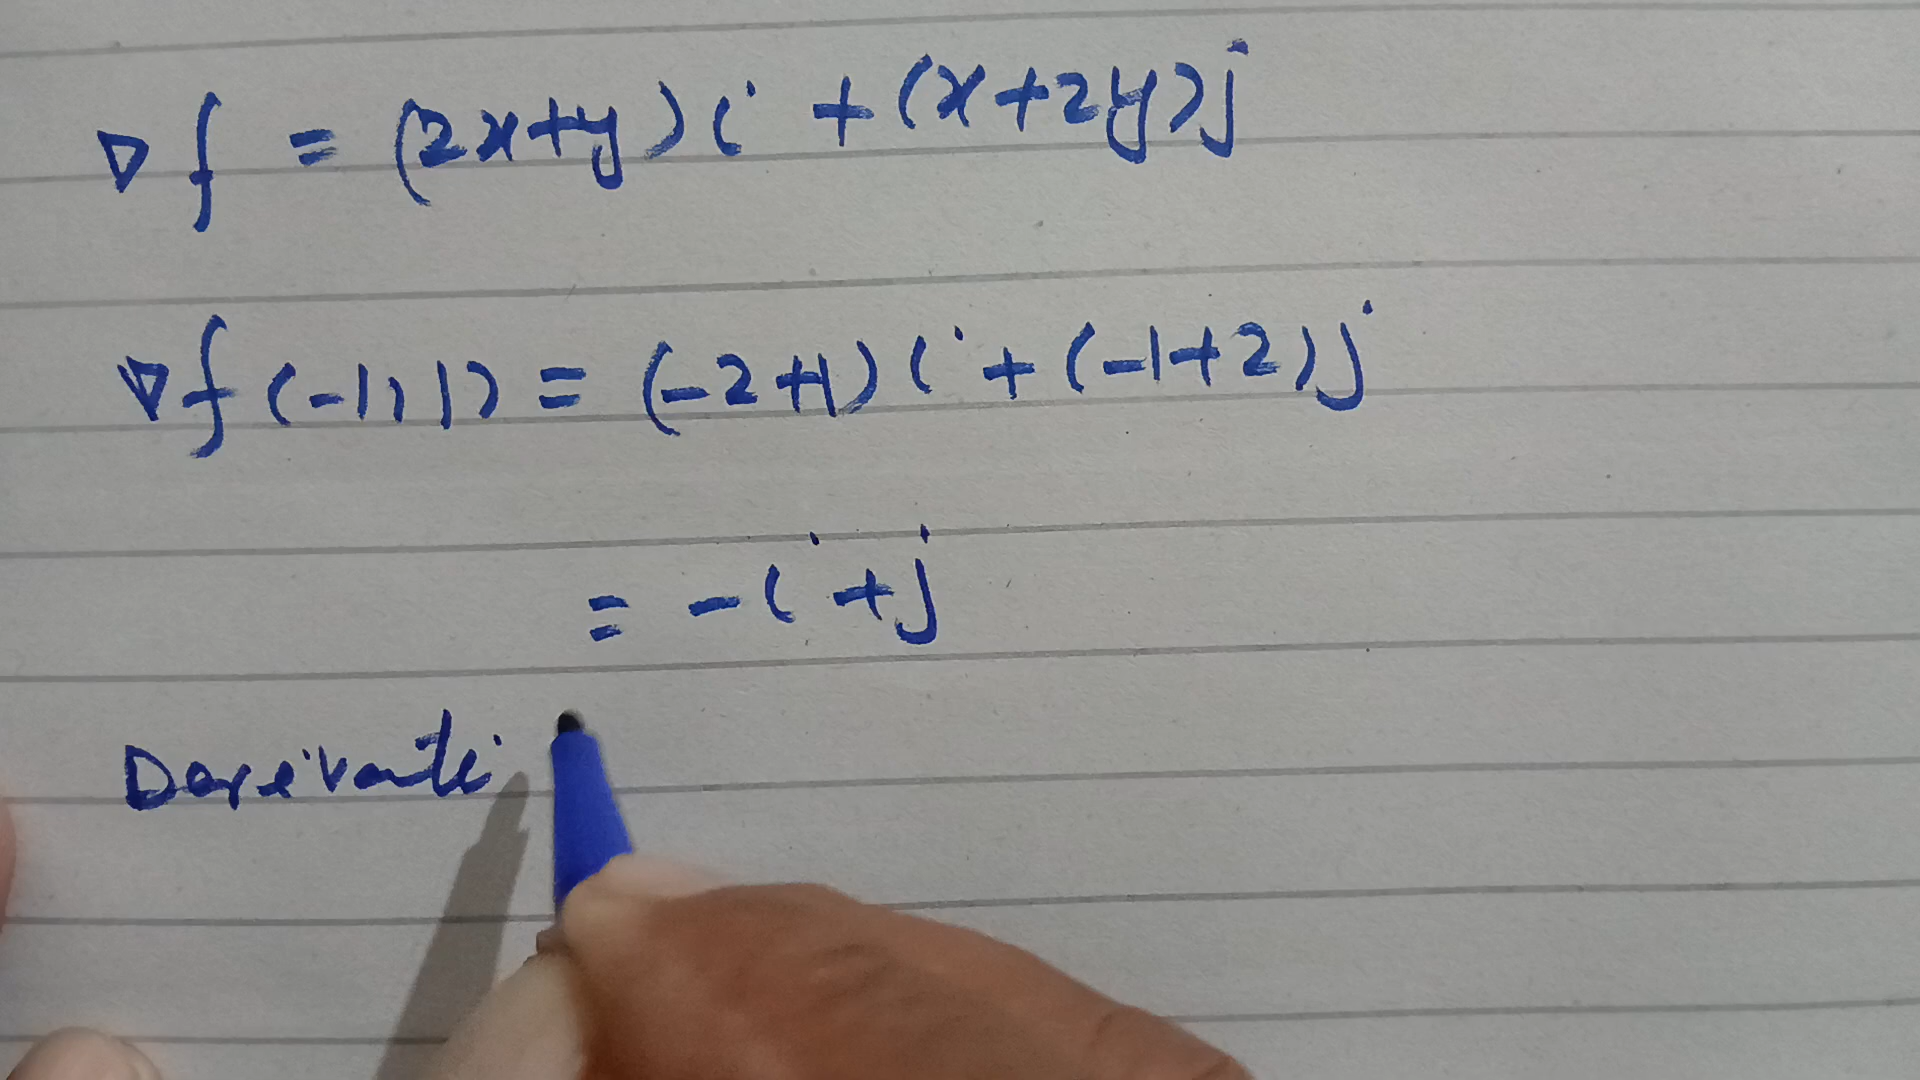 ∇f = (2x+y)i + (x+2y)j
∇f(-1,1) = (-2+1)i + (-1+2)j
= -i+j
Derivati